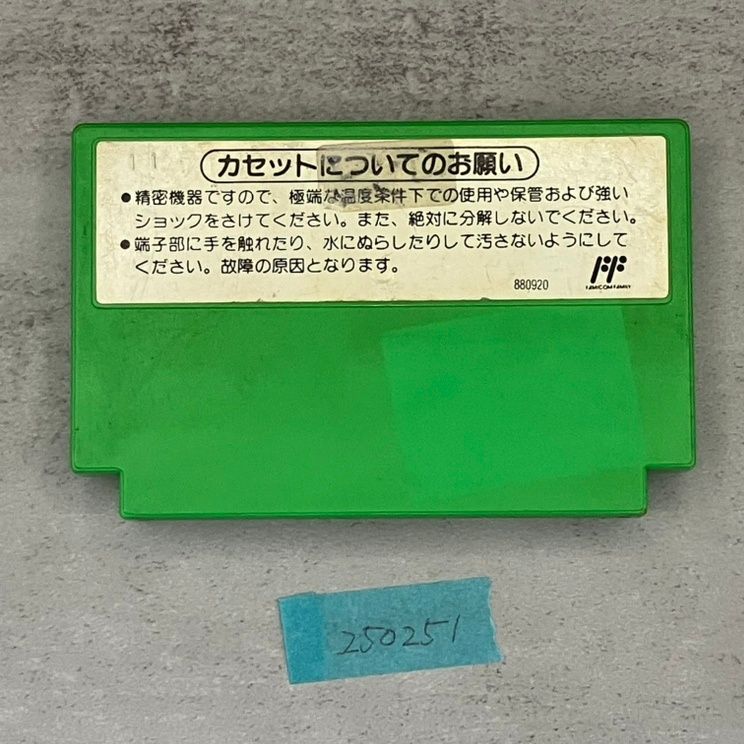 カセットについてのお願い
●精密機器ですので、極端な温度条件下での使用や保管および強い
ショックをさけてください。また、絶対に分解しないでください。
●端子部に手を触れたり、水にぬらしたりして汚さないようにして
ください。故障の原因となります。
880920
FAMICOM FAMILY
250251